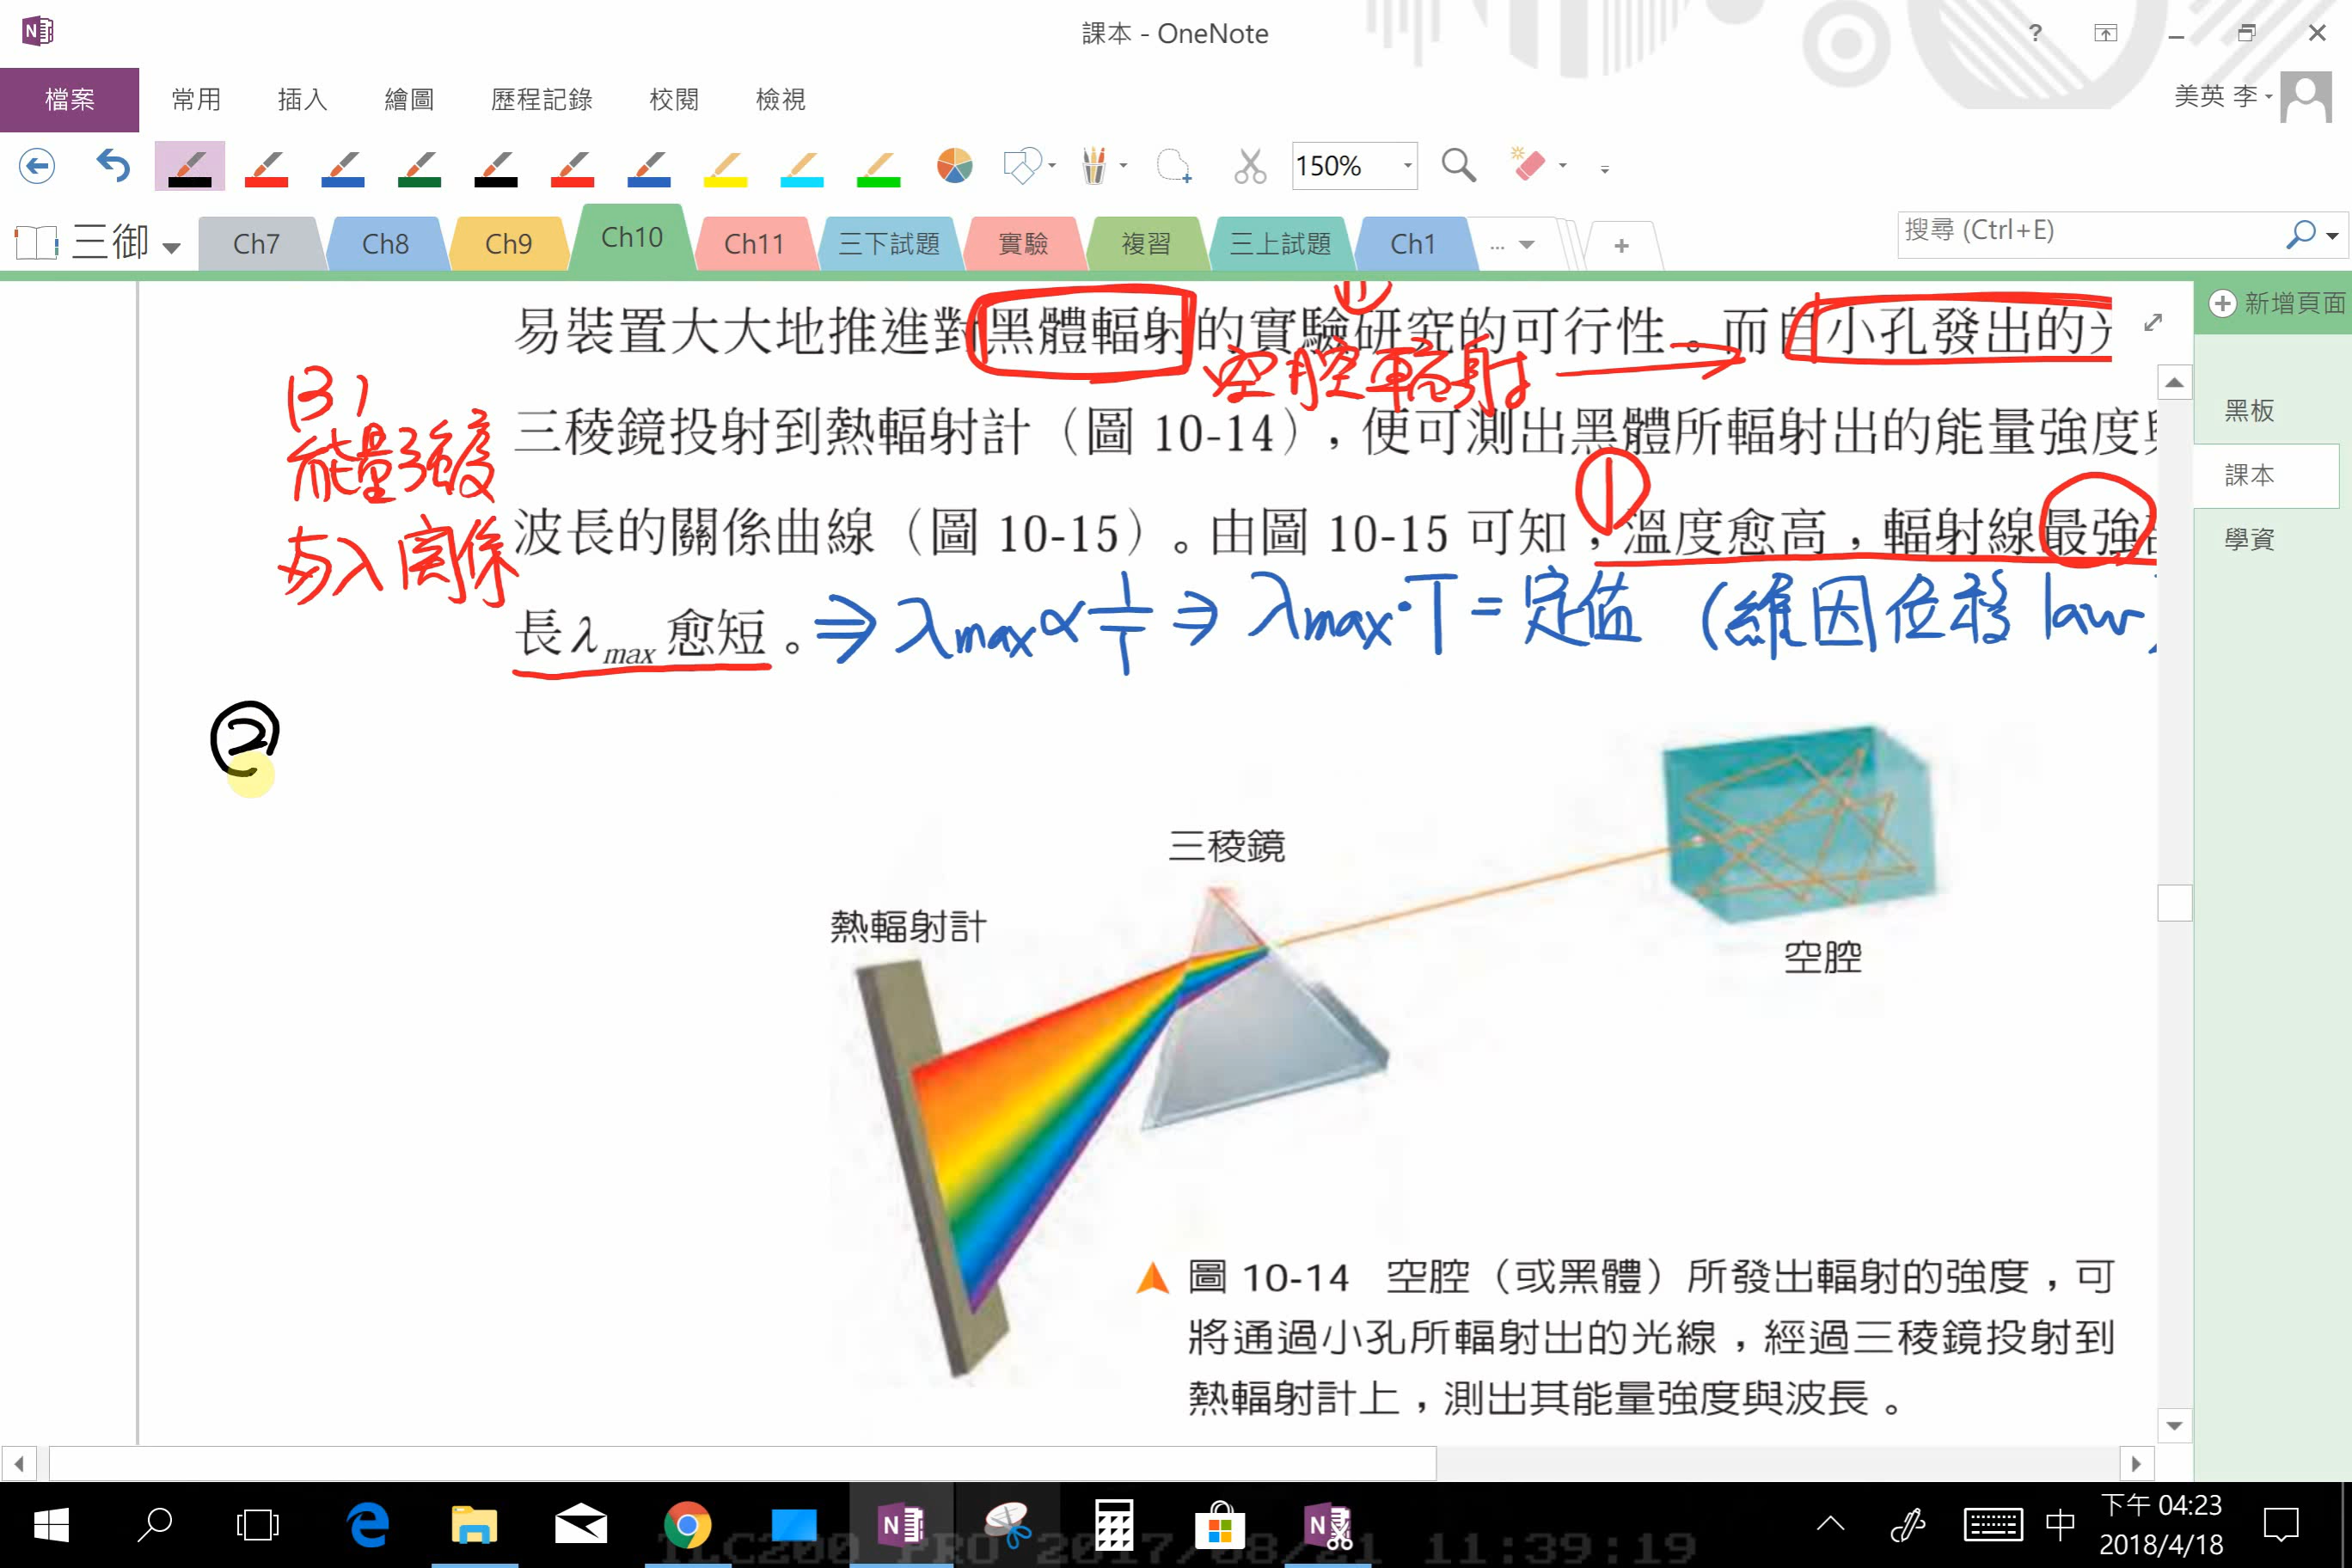 課本 - OneNote
檔案 常用 插入 繪圖 歷程記錄 校閱 檢視
美英 李
150%
三御 Ch7 Ch8 Ch9 Ch10 Ch11 三下試題 實驗 複習 三上試題 Ch1 ...
搜尋 (Ctrl+E)
新增頁面
黑板
課本
學資
易裝置大大地推進對黑體輻射的實驗研究的可行性。而自小孔發出的
空腔輻射
(3)
能量強度
與λ關係
三稜鏡投射到熱輻射計（圖 10-14），便可測出黑體所輻射出的能量強度
①
波長的關係曲線（圖 10-15）。由圖 10-15 可知，溫度愈高，輻射線最強
長 λmax 愈短。⇒ λmax ∝ 1/T ⇒ λmax·T = 定值 (維因位移 law)
②
三稜鏡
熱輻射計
空腔
圖 10-14 空腔（或黑體）所發出輻射的強度，可
將通過小孔所輻射出的光線，經過三稜鏡投射到
熱輻射計上，測出其能量強度與波長。
中
下午 04:23
2018/4/18
TLC200 PRO 2017/08/21 11:39:19